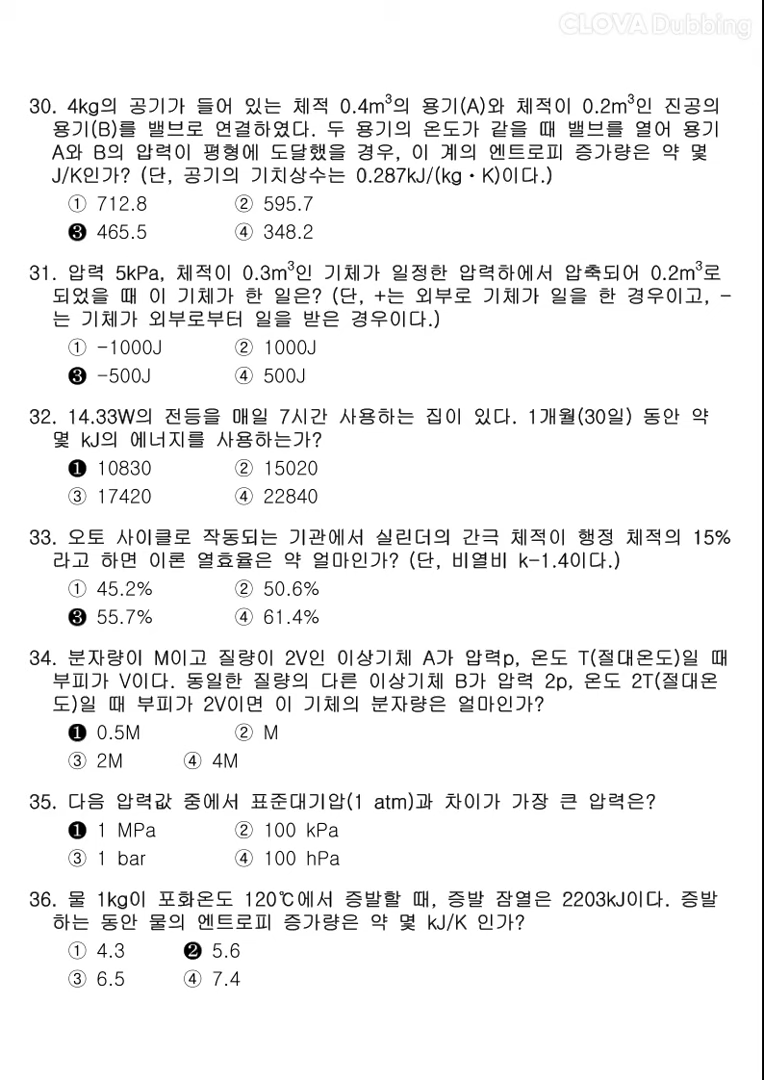 CLOVA Dubbing
30. 4kg의 공기가 들어 있는 체적 0.4m³의 용기(A)와 체적이 0.2m³인 진공의
용기(B)를 밸브로 연결하였다. 두 용기의 온도가 같을 때 밸브를 열어 용기
A와 B의 압력이 평형에 도달했을 경우, 이 계의 엔트로피 증가량은 약 몇
J/K인가? (단, 공기의 기치상수는 0.287kJ/(kg·K)이다.)
① 712.8 ② 595.7
❸ 465.5 ④ 348.2
31. 압력 5kPa, 체적이 0.3m³인 기체가 일정한 압력하에서 압축되어 0.2m³로
되었을 때 이 기체가 한 일은? (단, +는 외부로 기체가 일을 한 경우이고, -
는 기체가 외부로부터 일을 받은 경우이다.)
① -1000J ② 1000J
❸ -500J ④ 500J
32. 14.33W의 전등을 매일 7시간 사용하는 집이 있다. 1개월(30일) 동안 약
몇 kJ의 에너지를 사용하는가?
❶ 10830 ② 15020
③ 17420 ④ 22840
33. 오토 사이클로 작동되는 기관에서 실린더의 간극 체적이 행정 체적의 15%
라고 하면 이론 열효율은 약 얼마인가? (단, 비열비 k-1.4이다.)
① 45.2% ② 50.6%
❸ 55.7% ④ 61.4%
34. 분자량이 M이고 질량이 2V인 이상기체 A가 압력p, 온도 T(절대온도)일 때
부피가 V이다. 동일한 질량의 다른 이상기체 B가 압력 2p, 온도 2T(절대온
도)일 때 부피가 2V이면 이 기체의 분자량은 얼마인가?
❶ 0.5M ② M
③ 2M ④ 4M
35. 다음 압력값 중에서 표준대기압(1 atm)과 차이가 가장 큰 압력은?
❶ 1 MPa ② 100 kPa
③ 1 bar ④ 100 hPa
36. 물 1kg이 포화온도 120℃에서 증발할 때, 증발 잠열은 2203kJ이다. 증발
하는 동안 물의 엔트로피 증가량은 약 몇 kJ/K 인가?
① 4.3 ❷ 5.6
③ 6.5 ④ 7.4